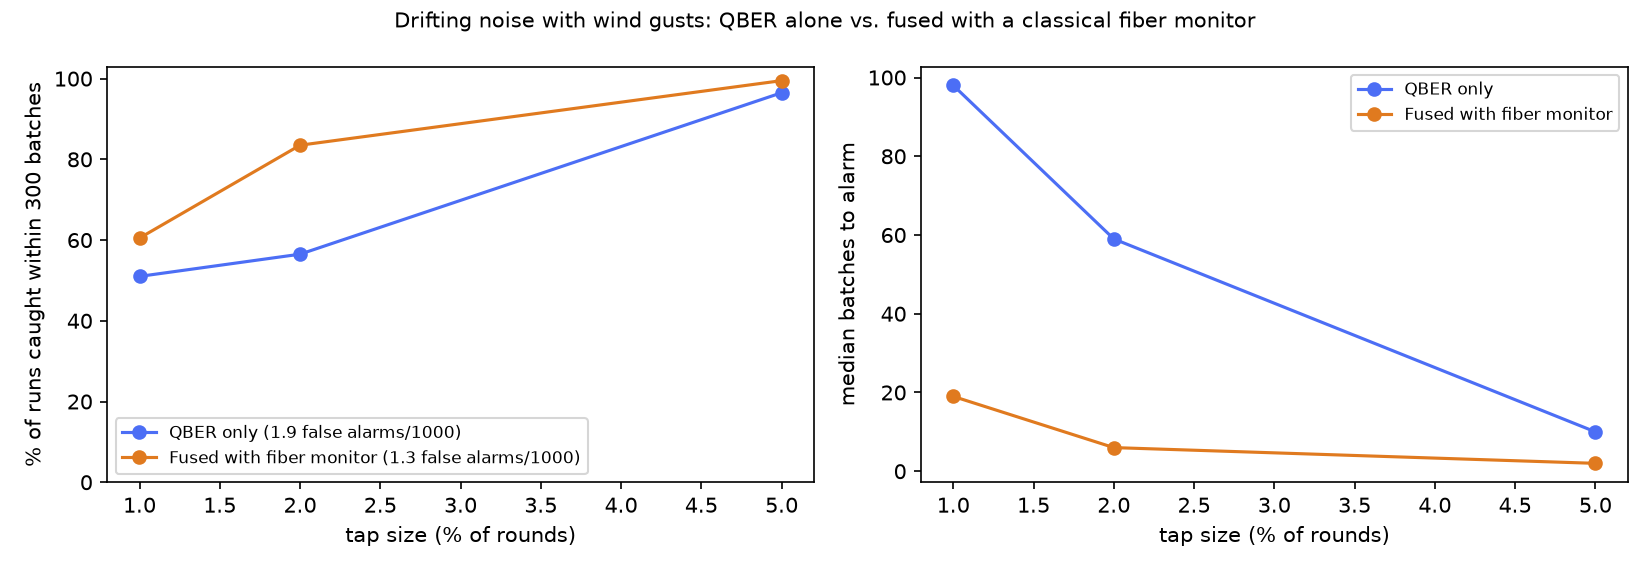 Drifting noise with wind gusts: QBER alone vs. fused with a classical fiber monitor
% of runs caught within 300 batches
100
80
60
40
20
0
QBER only (1.9 false alarms/1000)
Fused with fiber monitor (1.3 false alarms/1000)
1.0 1.5 2.0 2.5 3.0 3.5 4.0 4.5 5.0
tap size (% of rounds)
median batches to alarm
100
80
60
40
20
0
QBER only
Fused with fiber monitor
1.0 1.5 2.0 2.5 3.0 3.5 4.0 4.5 5.0
tap size (% of rounds)